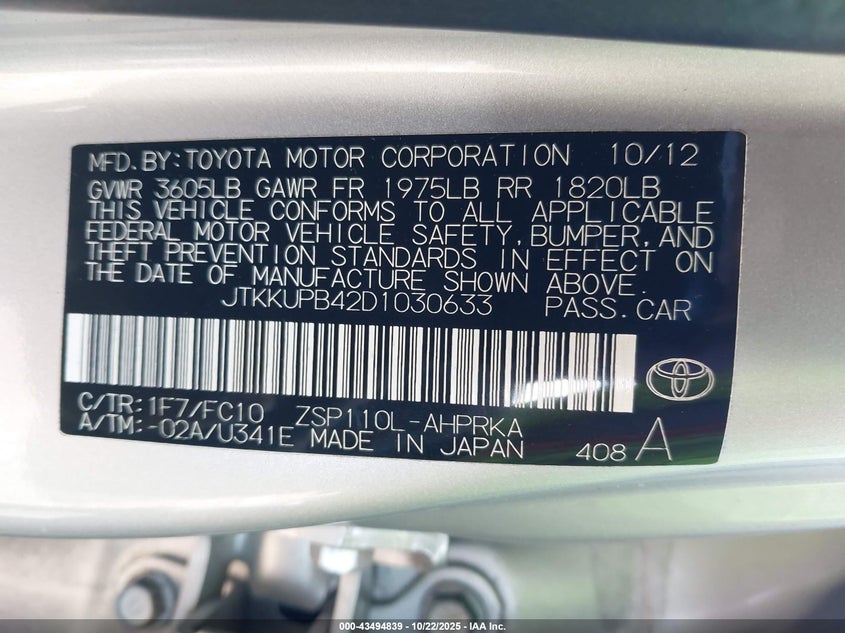 MFD. BY: TOYOTA MOTOR CORPORATION 10/12
GVWR 3605LB GAWR FR 1975LB RR 1820LB
THIS VEHICLE CONFORMS TO ALL APPLICABLE
FEDERAL MOTOR VEHICLE SAFETY, BUMPER, AND
THEFT PREVENTION STANDARDS IN EFFECT ON
THE DATE OF MANUFACTURE SHOWN ABOVE.
JTKKUPB42D1030633 PASS. CAR
C/TR: 1F7/FC10 ZSP110L-AHPRKA
A/TM: -02A/U341E MADE IN JAPAN 408 A
000-43494839 - 10/22/2025 - IAA Inc.